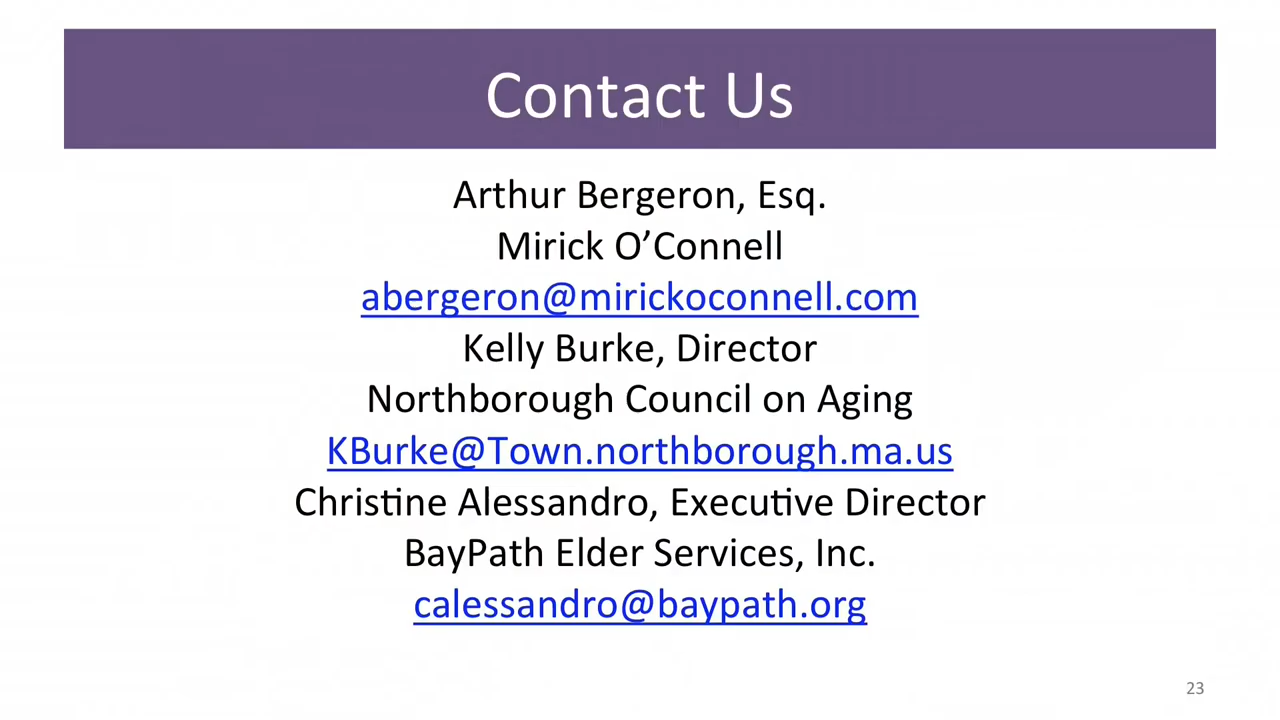 Contact Us
Arthur Bergeron, Esq.
Mirick O’Connell
abergeron@mirickoconnell.com
Kelly Burke, Director
Northborough Council on Aging
KBurke@Town.northborough.ma.us
Christine Alessandro, Executive Director
BayPath Elder Services, Inc.
calessandro@baypath.org
23